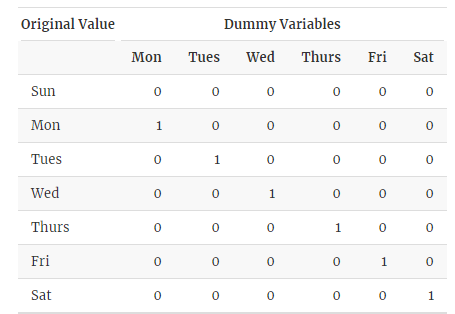 Original Value Dummy Variables
Mon Tues Wed Thurs Fri Sat
Sun 0 0 0 0 0 0
Mon 1 0 0 0 0 0
Tues 0 1 0 0 0 0
Wed 0 0 1 0 0 0
Thurs 0 0 0 1 0 0
Fri 0 0 0 0 1 0
Sat 0 0 0 0 0 1